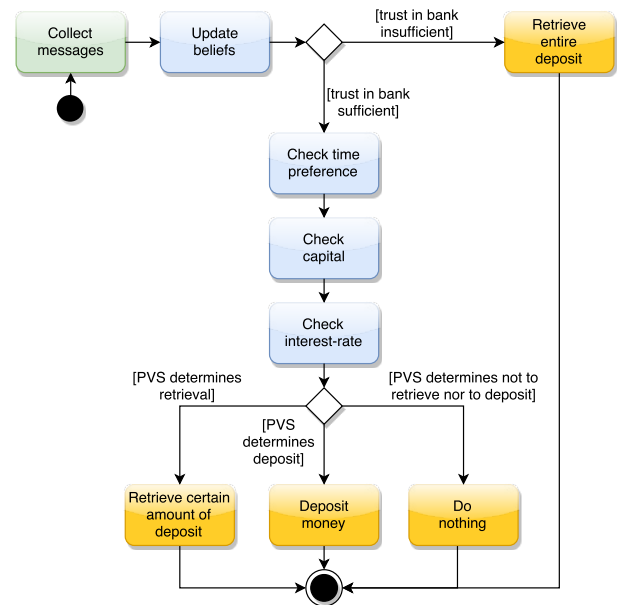 Collect
messages
Update
beliefs
[trust in bank
insufficient]
Retrieve
entire
deposit
[trust in bank
sufficient]
Check time
preference
Check
capital
Check
interest-rate
[PVS determines
retrieval]
[PVS
determines
deposit]
[PVS determines not to
retrieve nor to deposit]
Retrieve certain
amount of
deposit
Deposit
money
Do
nothing